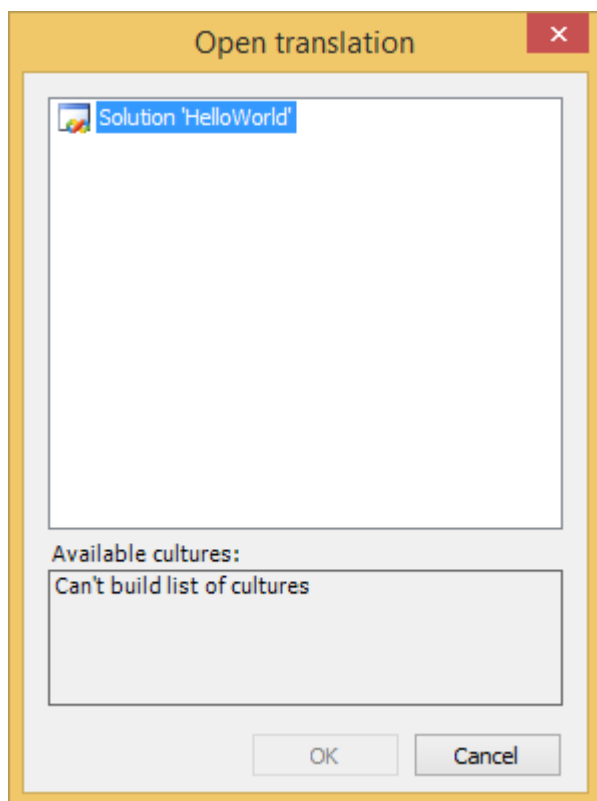 Open translation
Solution 'HelloWorld'
Available cultures:
Can't build list of cultures
OK
Cancel